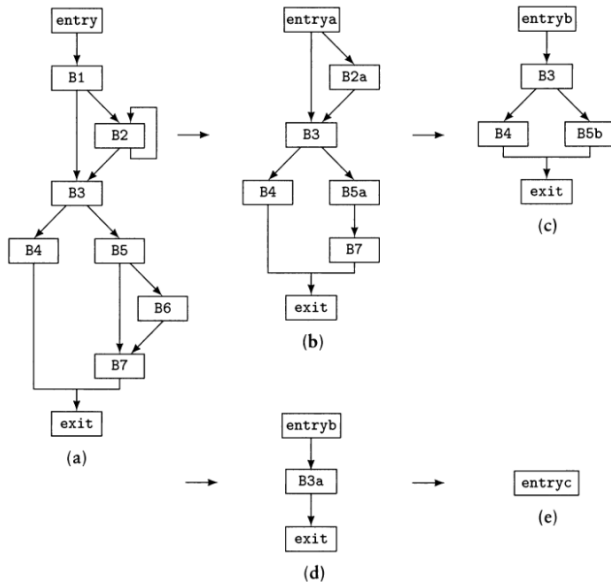 entry
B1
B2
B3
B4
B5
B6
B7
exit
(a)
entrya
B2a
B3
B4
B5a
B7
exit
(b)
entryb
B3
B4
B5b
exit
(c)
entryb
B3a
exit
(d)
entryc
(e)